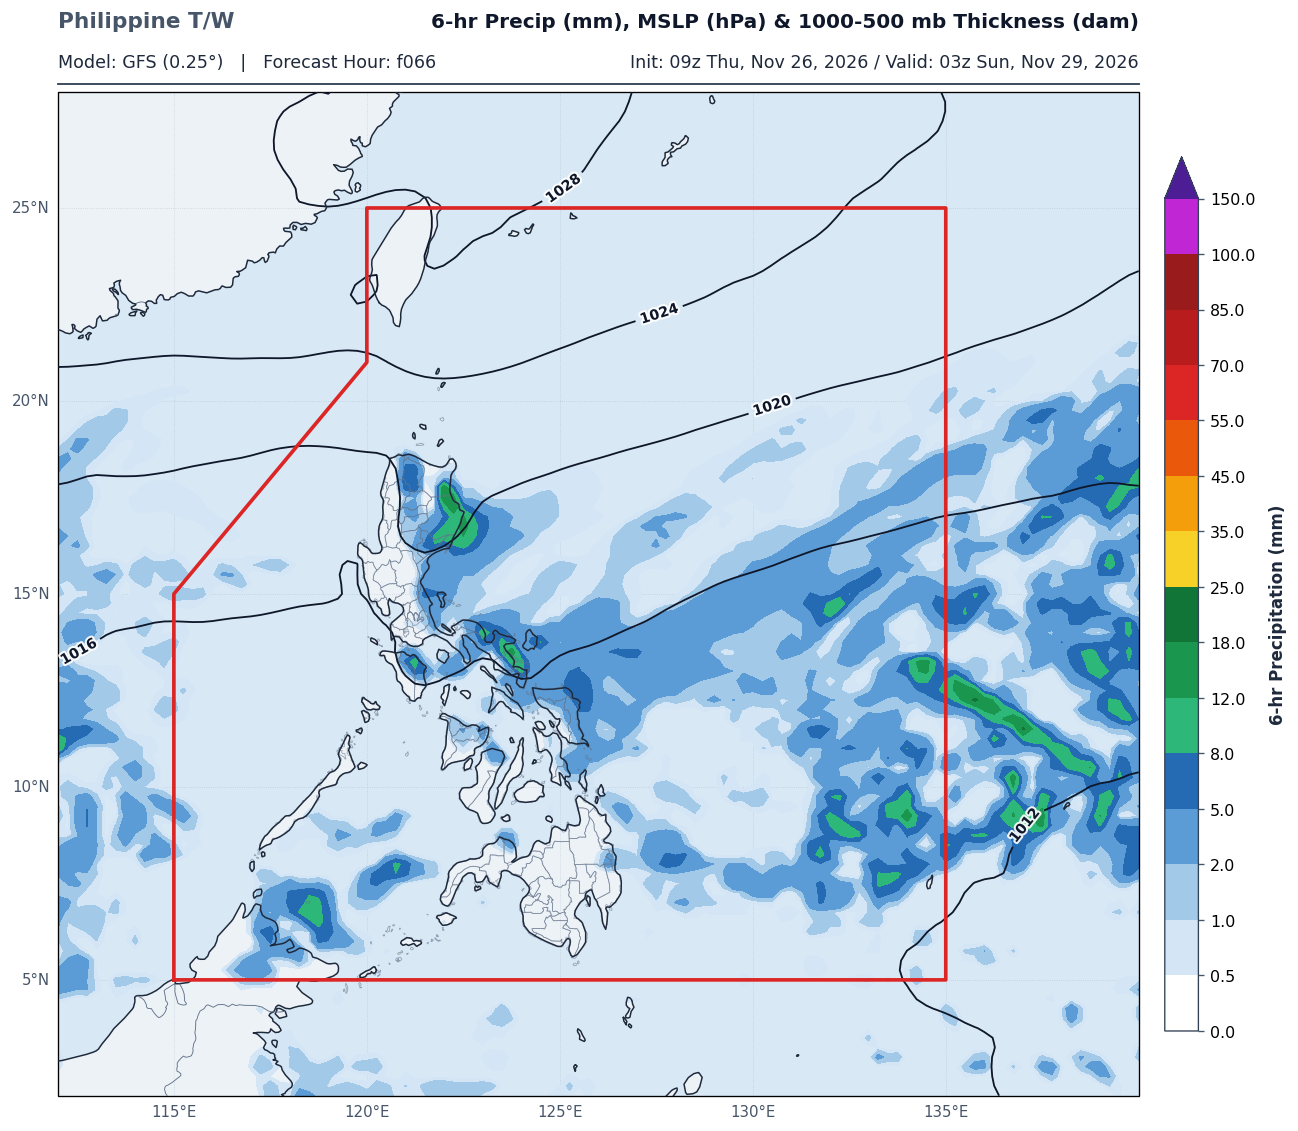 Philippine T/W
6-hr Precip (mm), MSLP (hPa) & 1000-500 mb Thickness (dam)
Model: GFS (0.25°) | Forecast Hour: f066
Init: 09z Thu, Nov 26, 2026 / Valid: 03z Sun, Nov 29, 2026
25°N
20°N
15°N
10°N
5°N
115°E
120°E
125°E
130°E
135°E
1028
1024
1020
1016
1012
150.0
100.0
85.0
70.0
55.0
45.0
35.0
25.0
18.0
12.0
8.0
5.0
2.0
1.0
0.5
0.0
6-hr Precipitation (mm)